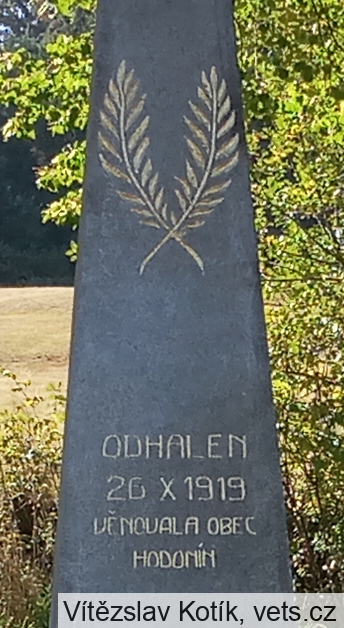 ODHALEN
26 X 1919
VĚNOVALA OBEC
HODONÍN
Vítězslav Kotík, vets.cz